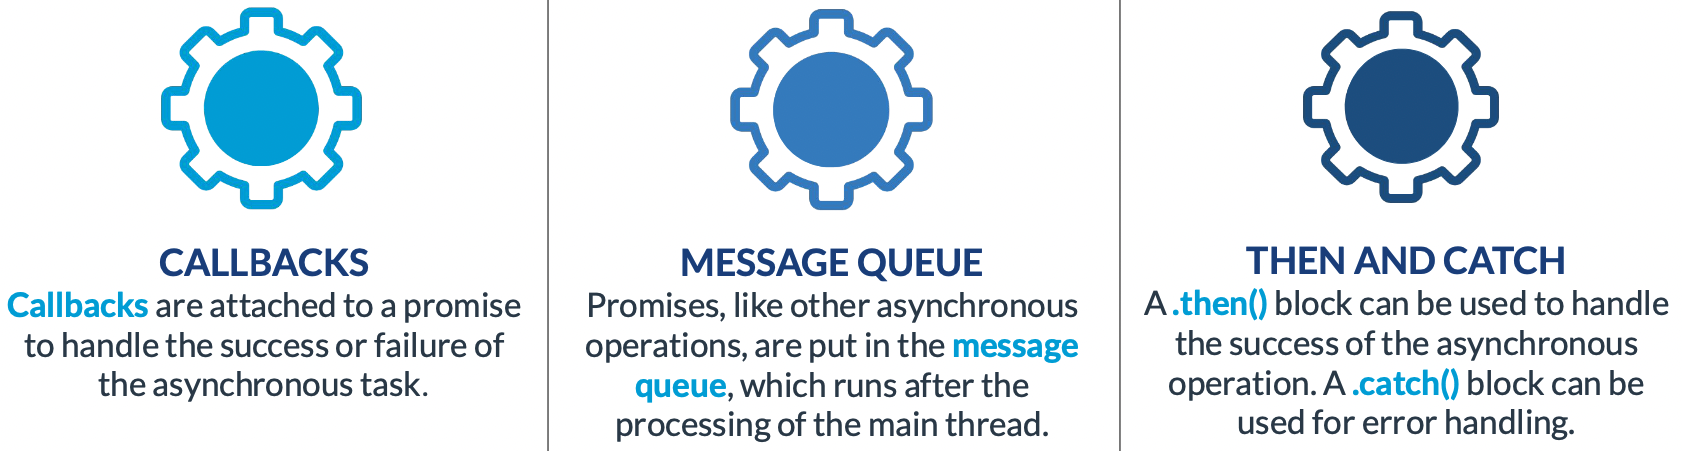 CALLBACKS
Callbacks are attached to a promise
to handle the success or failure of
the asynchronous task.
MESSAGE QUEUE
Promises, like other asynchronous
operations, are put in the message
queue, which runs after the
processing of the main thread.
THEN AND CATCH
A .then() block can be used to handle
the success of the asynchronous
operation. A .catch() block can be
used for error handling.